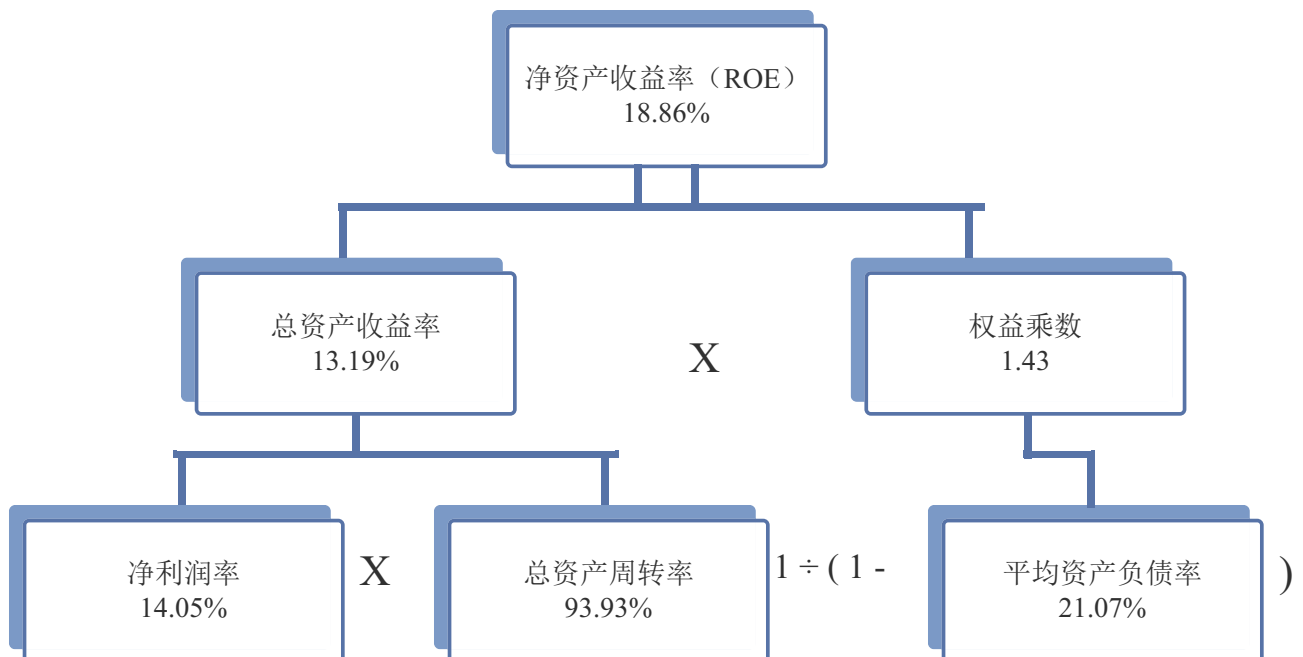 净资产收益率（ROE）
18.86%
总资产收益率
13.19%
X
权益乘数
1.43
净利润率
14.05%
X
总资产周转率
93.93%
1 ÷ ( 1 -
平均资产负债率
21.07%
)